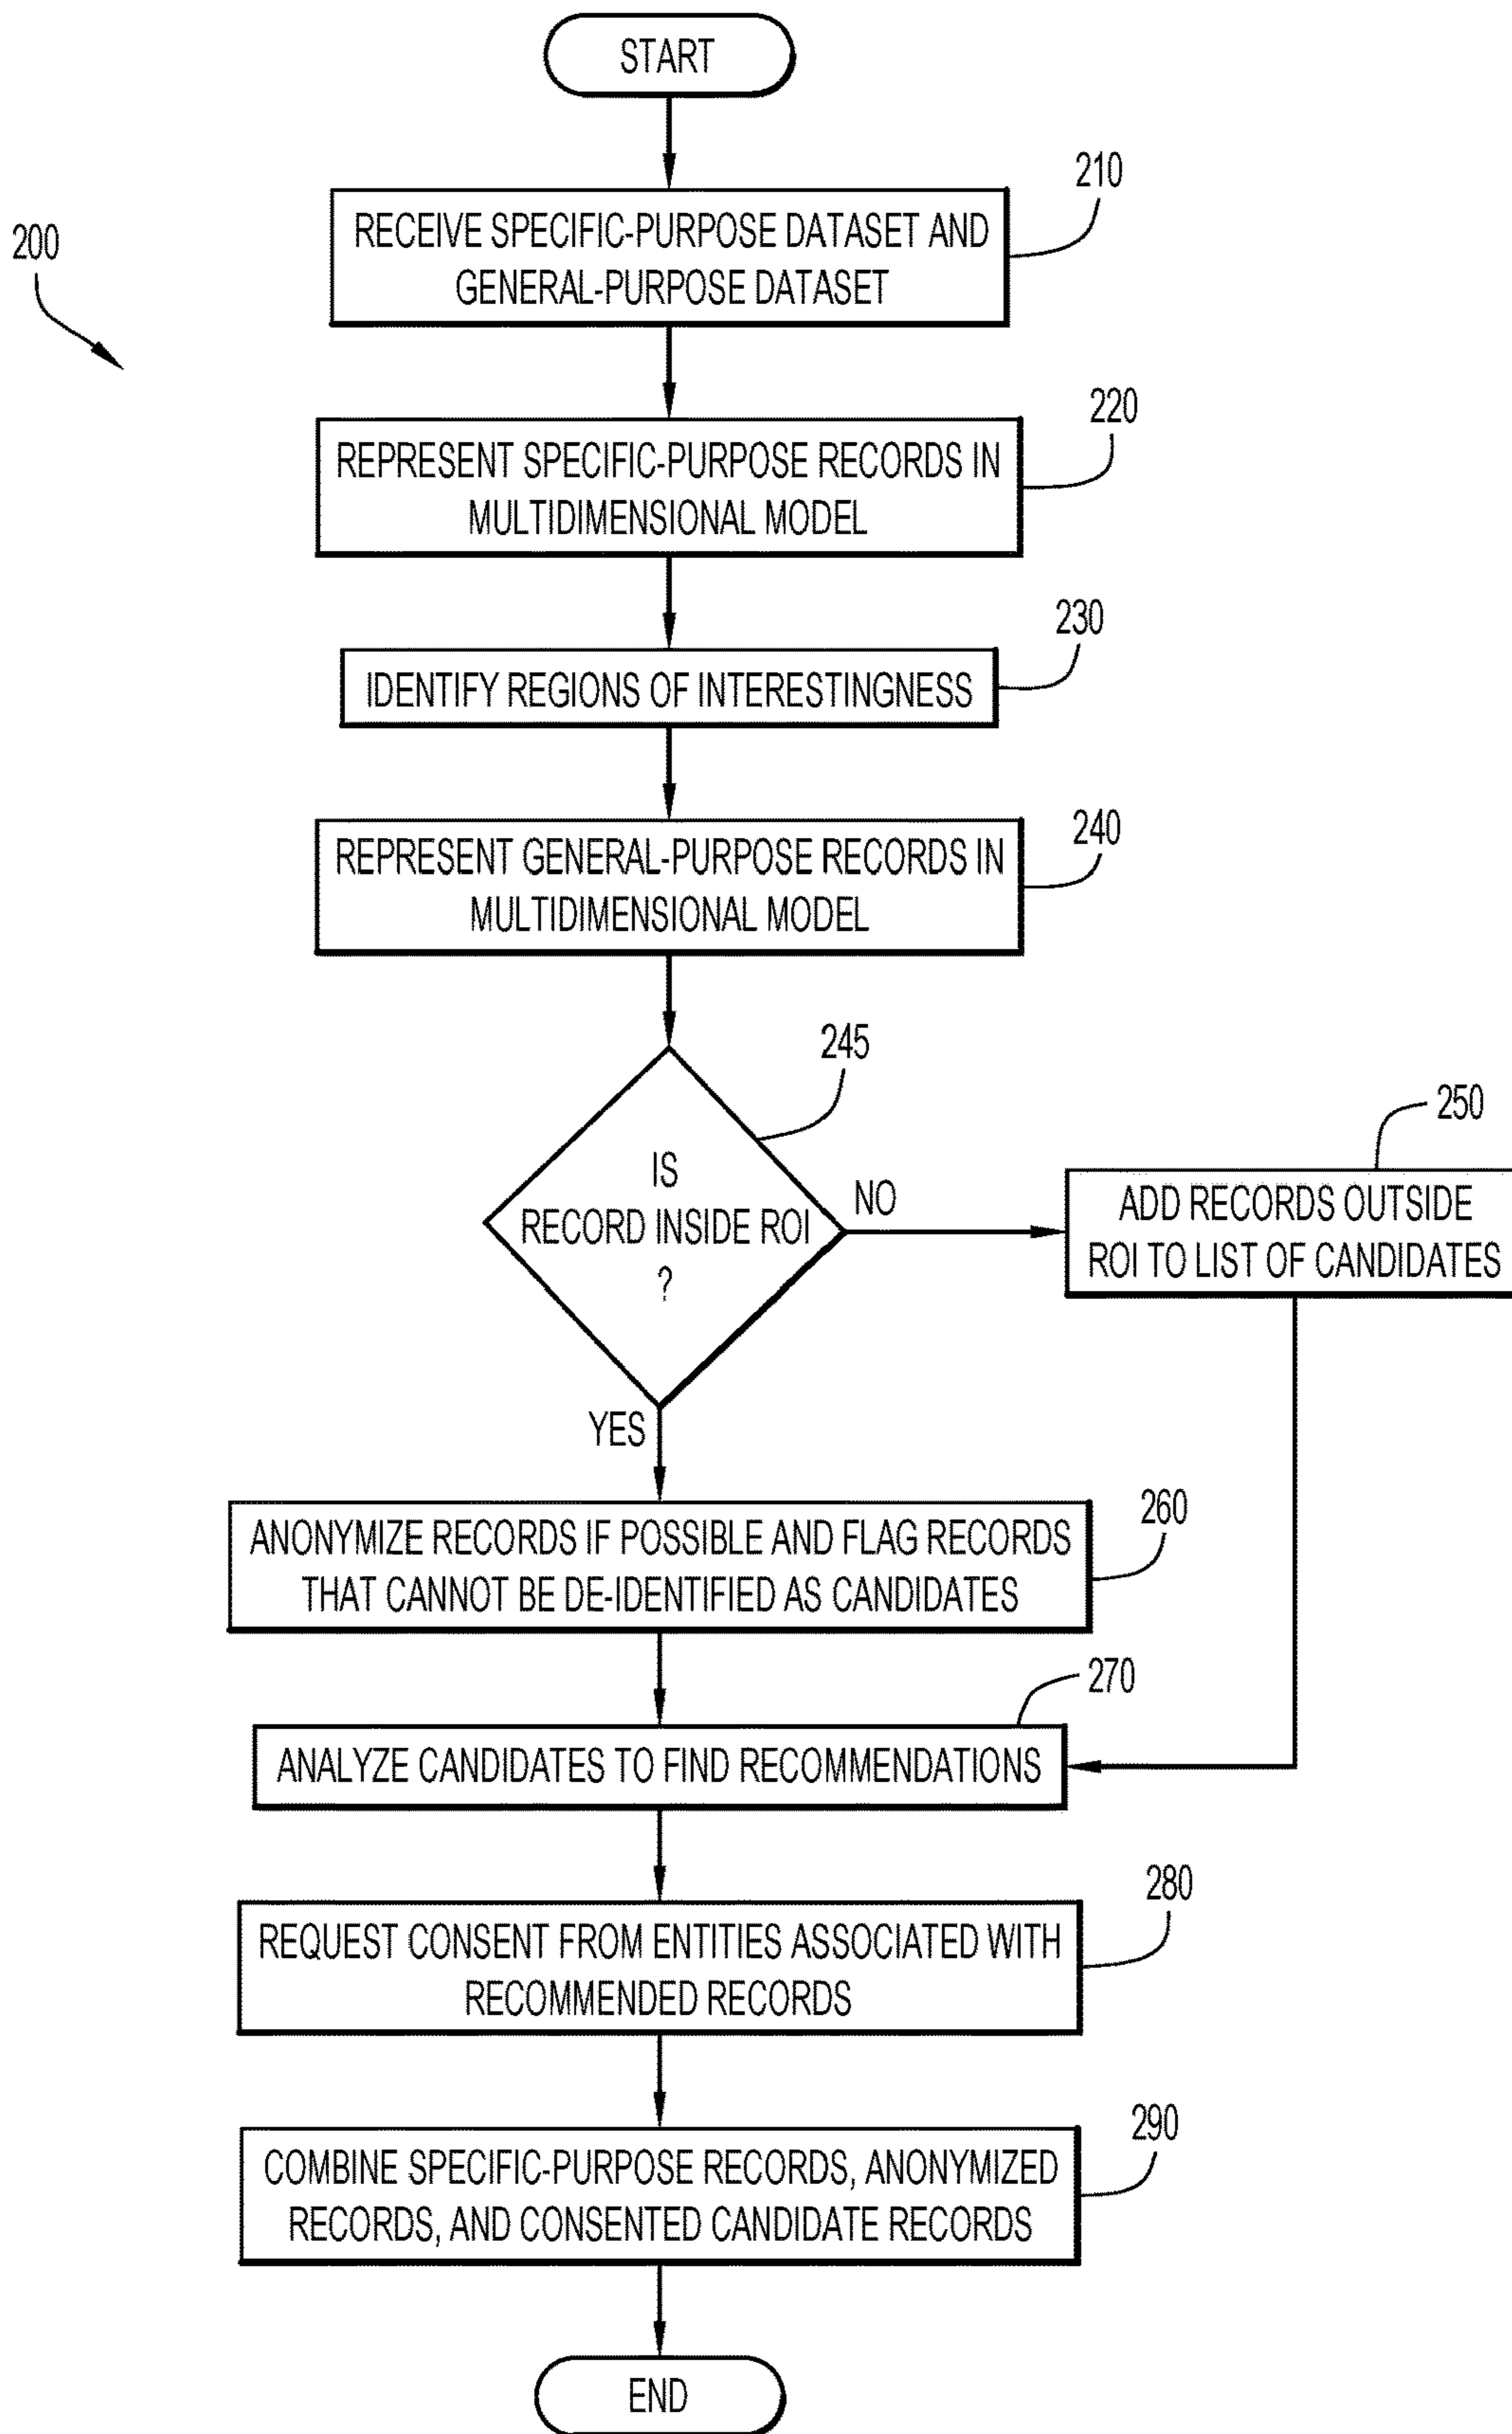 START
210
RECEIVE SPECIFIC-PURPOSE DATASET AND
GENERAL-PURPOSE DATASET
200
220
REPRESENT SPECIFIC-PURPOSE RECORDS IN
MULTIDIMENSIONAL MODEL
230
IDENTIFY REGIONS OF INTERESTINGNESS
240
REPRESENT GENERAL-PURPOSE RECORDS IN
MULTIDIMENSIONAL MODEL
245
IS
RECORD INSIDE ROI
?
NO
250
ADD RECORDS OUTSIDE
ROI TO LIST OF CANDIDATES
YES
260
ANONYMIZE RECORDS IF POSSIBLE AND FLAG RECORDS
THAT CANNOT BE DE-IDENTIFIED AS CANDIDATES
270
ANALYZE CANDIDATES TO FIND RECOMMENDATIONS
280
REQUEST CONSENT FROM ENTITIES ASSOCIATED WITH
RECOMMENDED RECORDS
290
COMBINE SPECIFIC-PURPOSE RECORDS, ANONYMIZED
RECORDS, AND CONSENTED CANDIDATE RECORDS
END